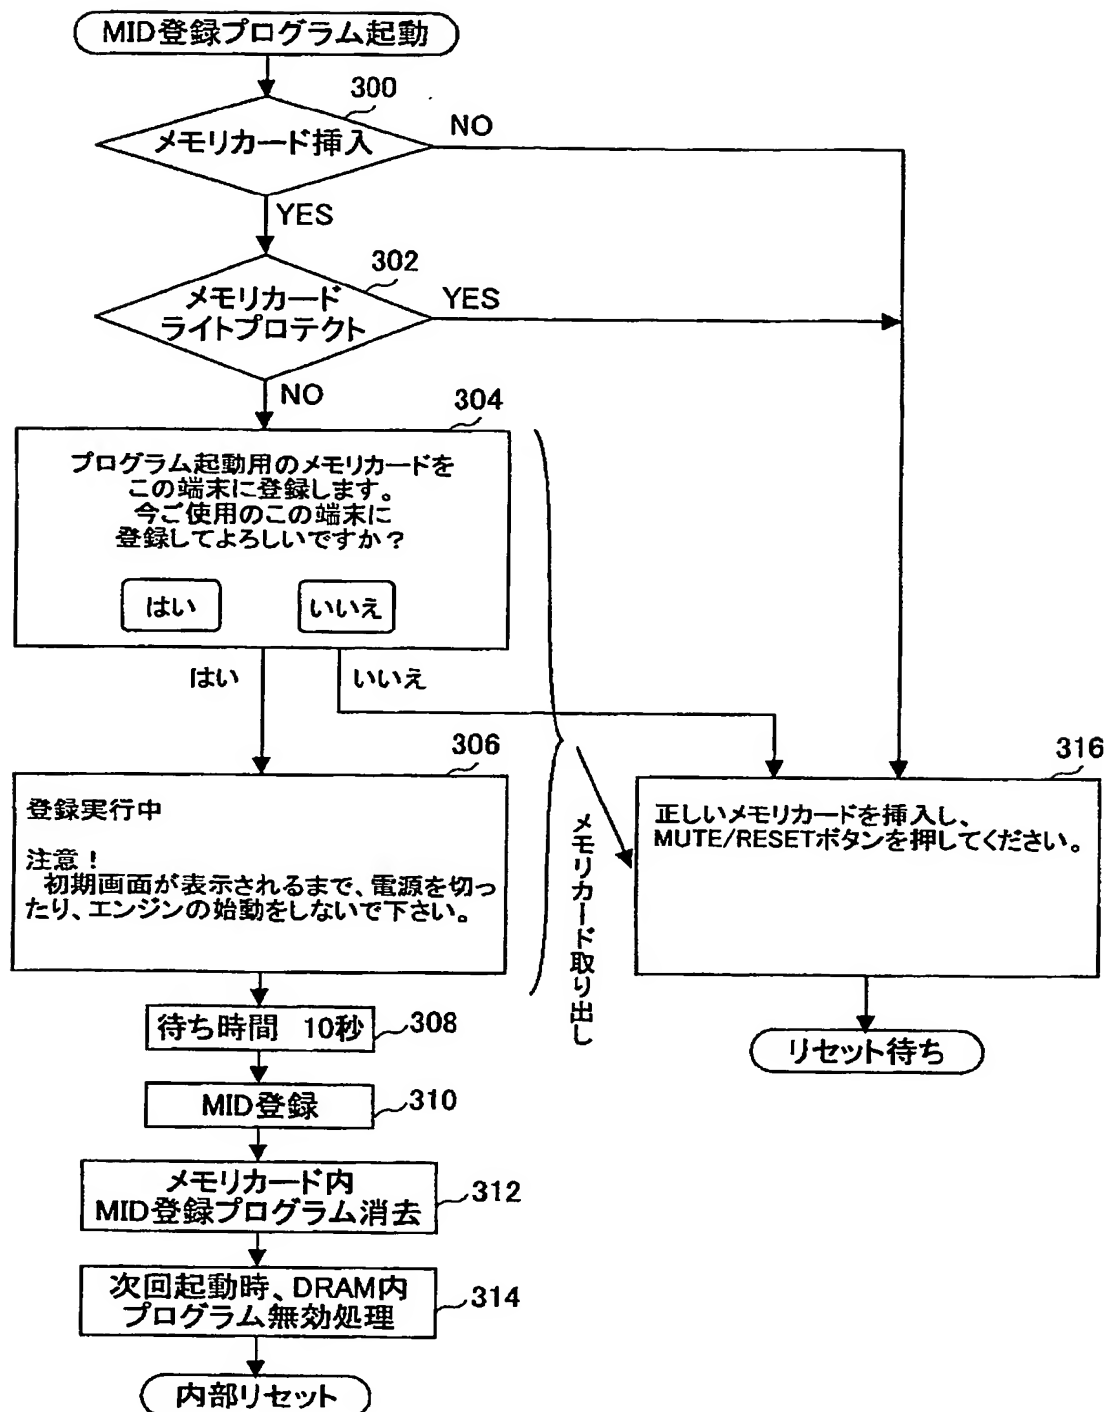 MID登録プログラム起動
300
メモリカード挿入
NO
YES
302
メモリカード
ライトプロテクト
YES
NO
304
プログラム起動用のメモリカードを
この端末に登録します。
今ご使用のこの端末に
登録してよろしいですか？
はい
いいえ
はい
いいえ
306
登録実行中
注意！
初期画面が表示されるまで、電源を切っ
たり、エンジンの始動をしないで下さい。
メモリカード取り出し
316
正しいメモリカードを挿入し、
MUTE/RESETボタンを押してください。
リセット待ち
待ち時間 10秒
308
MID登録
310
メモリカード内
MID登録プログラム消去
312
次回起動時、DRAM内
プログラム無効処理
314
内部リセット